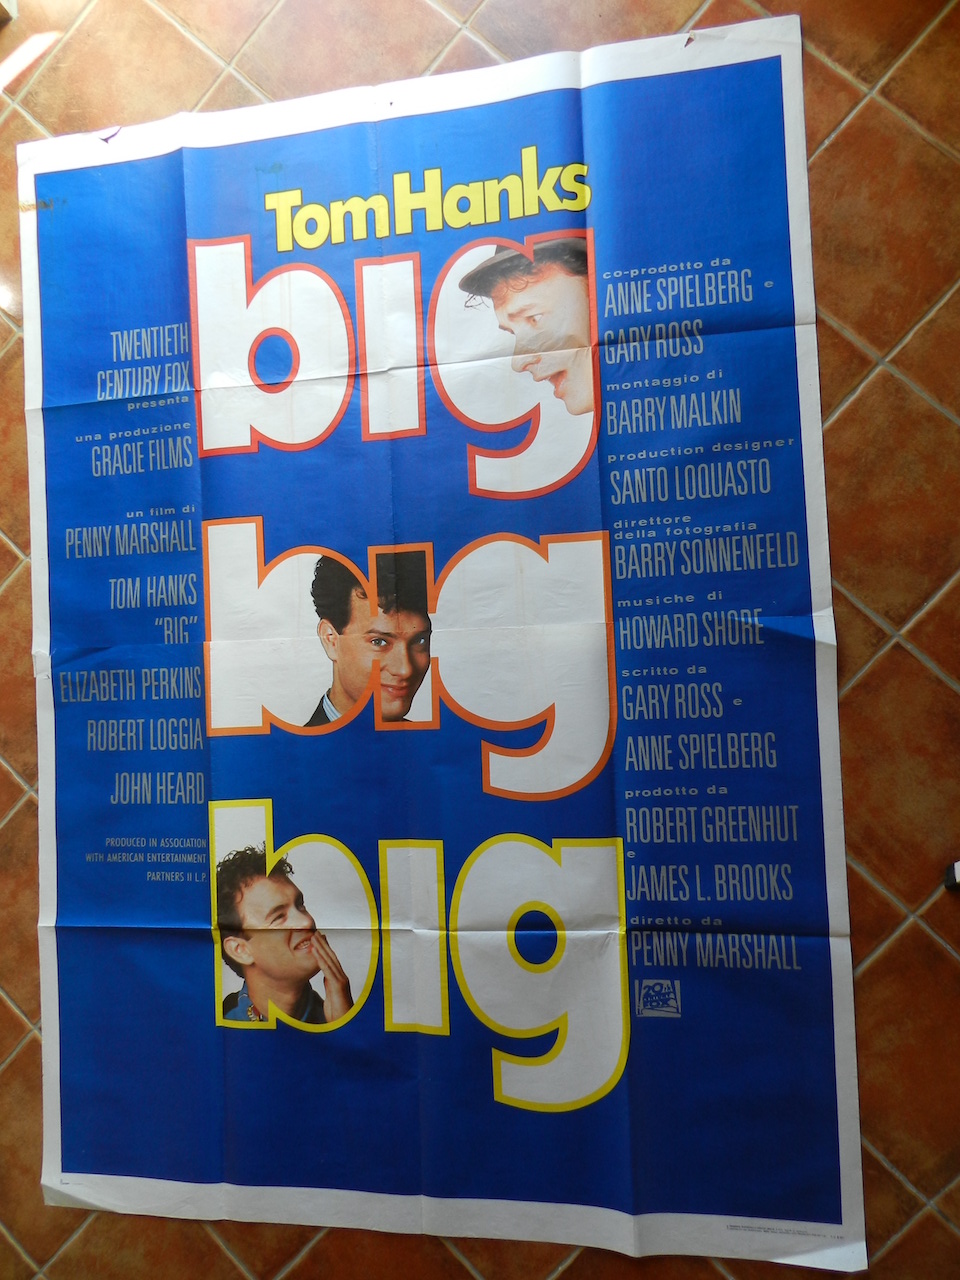 Tom Hanks
big
big
big
TWENTIETH
CENTURY FOX
presenta
una produzione
GRACIE FILMS
un film di
PENNY MARSHALL
TOM HANKS
"BIG"
ELIZABETH PERKINS
ROBERT LOGGIA
JOHN HEARD
PRODUCED IN ASSOCIATION
WITH AMERICAN ENTERTAINMENT
PARTNERS II L.P.
co-prodotto da
ANNE SPIELBERG e
GARY ROSS
montaggio di
BARRY MALKIN
production designer
SANTO LOQUASTO
direttore
della fotografia
BARRY SONNENFELD
musiche di
HOWARD SHORE
scritto da
GARY ROSS e
ANNE SPIELBERG
prodotto da
ROBERT GREENHUT
e
JAMES L. BROOKS
diretto da
PENNY MARSHALL
20th
CENTURY
FOX